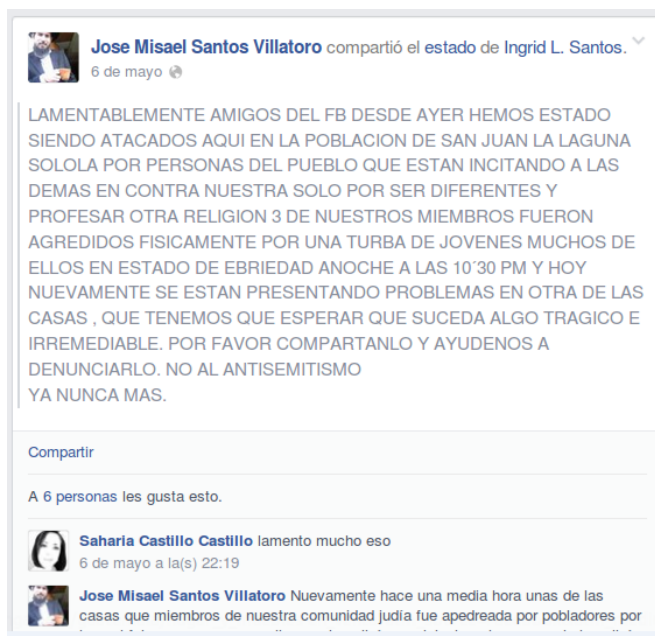 Jose Misael Santos Villatoro compartió el estado de Ingrid L. Santos.
6 de mayo
LAMENTABLEMENTE AMIGOS DEL FB DESDE AYER HEMOS ESTADO
SIENDO ATACADOS AQUI EN LA POBLACION DE SAN JUAN LA LAGUNA
SOLOLA POR PERSONAS DEL PUEBLO QUE ESTAN INCITANDO A LAS
DEMAS EN CONTRA NUESTRA SOLO POR SER DIFERENTES Y
PROFESAR OTRA RELIGION 3 DE NUESTROS MIEMBROS FUERON
AGREDIDOS FISICAMENTE POR UNA TURBA DE JOVENES MUCHOS DE
ELLOS EN ESTADO DE EBRIEDAD ANOCHE A LAS 10´30 PM Y HOY
NUEVAMENTE SE ESTAN PRESENTANDO PROBLEMAS EN OTRA DE LAS
CASAS , QUE TENEMOS QUE ESPERAR QUE SUCEDA ALGO TRAGICO E
IRREMEDIABLE. POR FAVOR COMPARTANLO Y AYUDENOS A
DENUNCIARLO. NO AL ANTISEMITISMO
YA NUNCA MAS.
Compartir
A 6 personas les gusta esto.
Saharia Castillo Castillo lamento mucho eso
6 de mayo a la(s) 22:19
Jose Misael Santos Villatoro Nuevamente hace una media hora unas de las
casas que miembros de nuestra comunidad judía fue apedreada por pobladores por